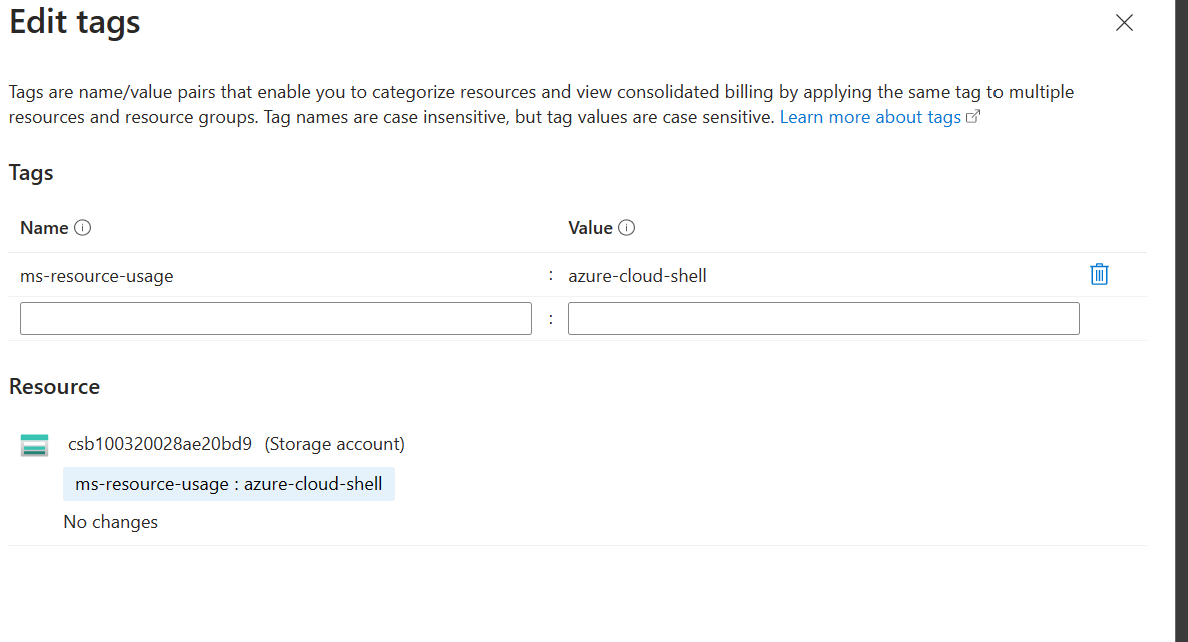 Edit tags
Tags are name/value pairs that enable you to categorize resources and view consolidated billing by applying the same tag to multiple
resources and resource groups. Tag names are case insensitive, but tag values are case sensitive. Learn more about tags
Tags
Name Value
ms-resource-usage : azure-cloud-shell
:
Resource
csb100320028ae20bd9 (Storage account)
ms-resource-usage : azure-cloud-shell
No changes